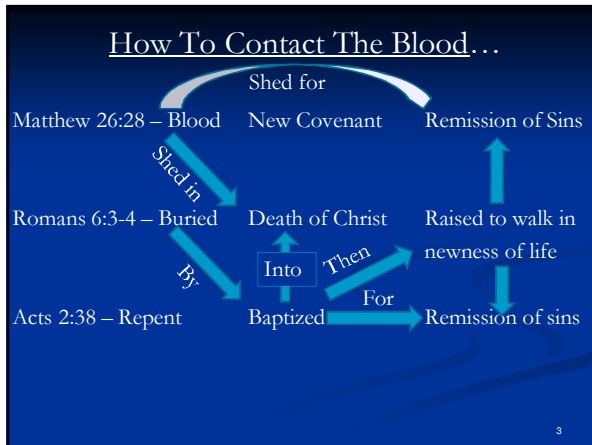 How To Contact The Blood…
Shed for
Matthew 26:28 – Blood New Covenant Remission of Sins
Shed in
Romans 6:3-4 – Buried Death of Christ Raised to walk in
newness of life
By Into Then
For
Acts 2:38 – Repent Baptized Remission of sins
3